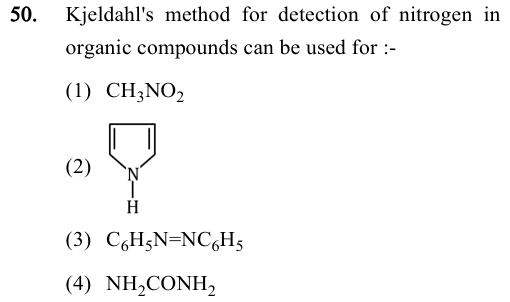 50. Kjeldahl's method for detection of nitrogen in
organic compounds can be used for :-
(1) CH₃NO₂
(2)
N
H
(3) C₆H₅N=NC₆H₅
(4) NH₂CONH₂